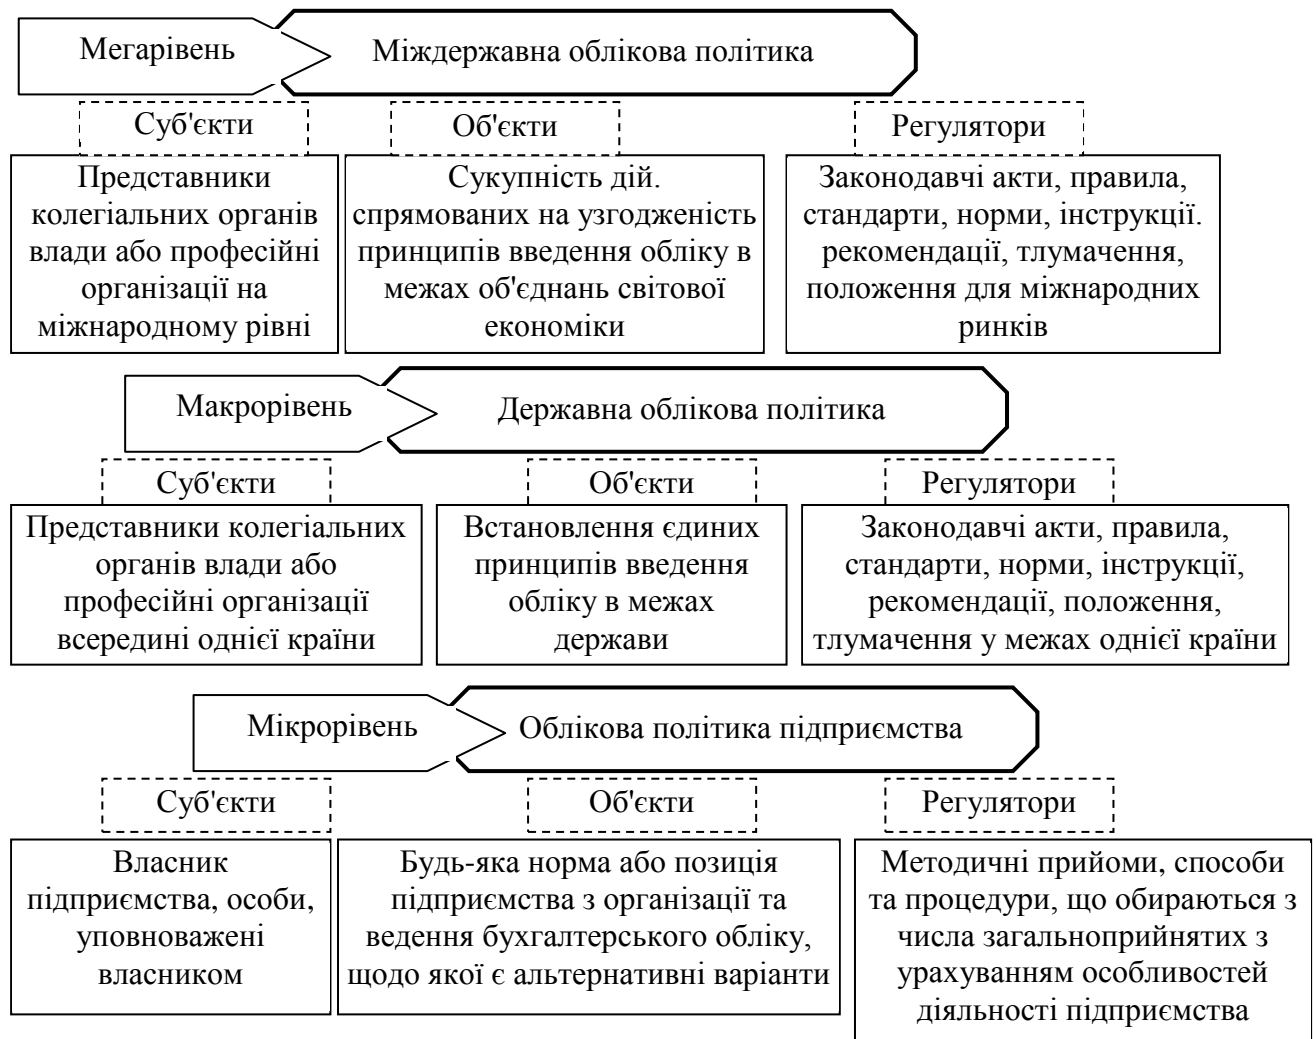 Мегарівень
Міждержавна облікова політика
Суб'єкти
Об'єкти
Регулятори
Представники
колегіальних органів
влади або професійні
організації на
міжнародному рівні
Сукупність дій.
спрямованих на узгодженість
принципів введення обліку в
межах об'єднань світової
економіки
Законодавчі акти, правила,
стандарти, норми, інструкції.
рекомендації, тлумачення,
положення для міжнародних
ринків
Макрорівень
Державна облікова політика
Суб'єкти
Об'єкти
Регулятори
Представники колегіальних
органів влади або
професійні організації
всередині однієї країни
Встановлення єдиних
принципів введення
обліку в межах
держави
Законодавчі акти, правила,
стандарти, норми, інструкції,
рекомендації, положення,
тлумачення у межах однієї країни
Мікрорівень
Облікова політика підприємства
Суб'єкти
Об'єкти
Регулятори
Власник
підприємства, особи,
уповноважені
власником
Будь-яка норма або позиція
підприємства з організації та
ведення бухгалтерського обліку,
щодо якої є альтернативні варіанти
Методичні прийоми, способи
та процедури, що обираються з
числа загальноприйнятих з
урахуванням особливостей
діяльності підприємства